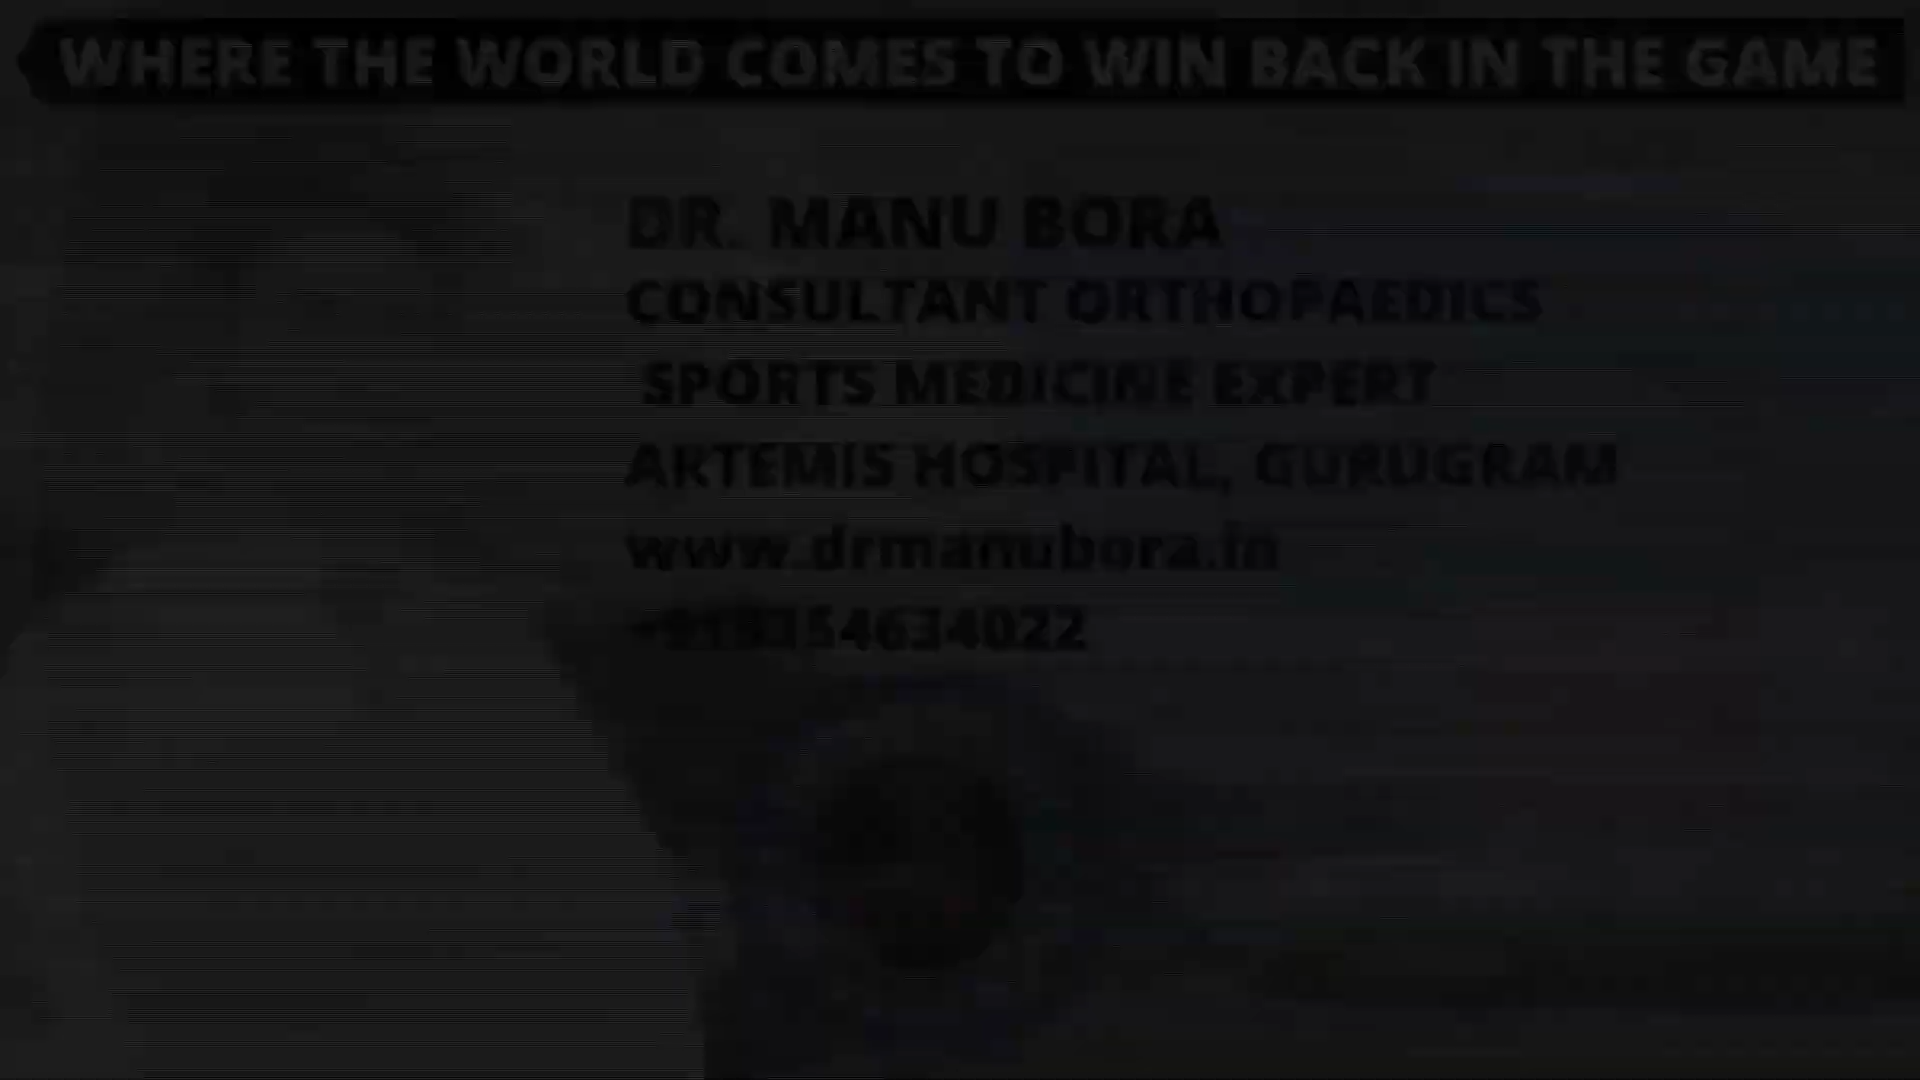 WHERE THE WORLD COMES TO WIN BACK IN THE GAME
DR. MANU BORA
CONSULTANT ORTHOPAEDICS
SPORTS MEDICINE EXPERT
ARTEMIS HOSPITAL, GURUGRAM
www.drmanubora.in
+919354634022